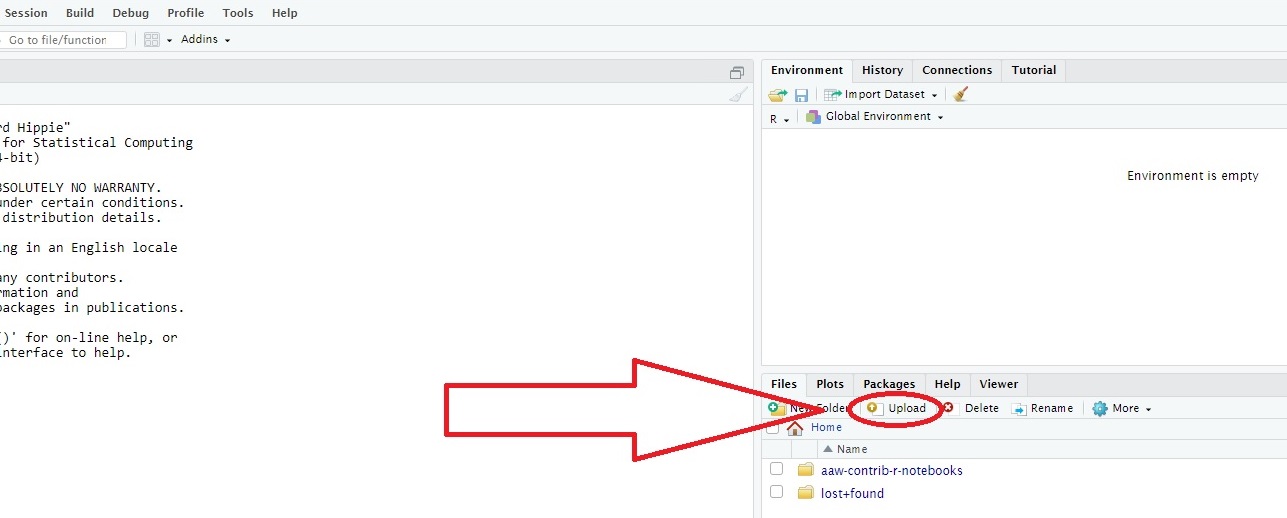 Session Build Debug Profile Tools Help
Go to file/function Addins
Environment History Connections Tutorial
Import Dataset
R Global Environment
Environment is empty
rd Hippie"
for Statistical Computing
4-bit)
BSOLUTELY NO WARRANTY.
under certain conditions.
distribution details.
ing in an English locale
any contributors.
rmation and
packages in publications.
()' for on-line help, or
interface to help.
Files Plots Packages Help Viewer
New Folder Upload Delete Rename More
Home
Name
aaw-contrib-r-notebooks
lost+found